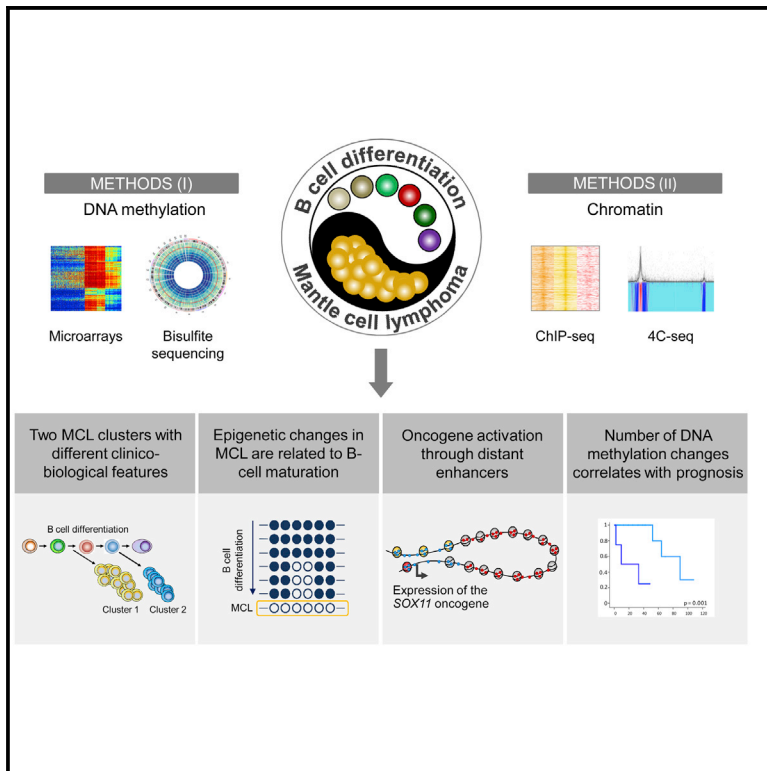 METHODS (I)
DNA methylation
Microarrays
Bisulfite
sequencing
B cell differentiation
Mantle cell lymphoma
METHODS (II)
Chromatin
ChIP-seq
4C-seq
Two MCL clusters with
different clinico-
biological features
B cell differentiation
Cluster 1
Cluster 2
Epigenetic changes in
MCL are related to B-
cell maturation
B cell
differentiation
MCL
Oncogene activation
through distant
enhancers
Expression of the
SOX11 oncogene
Number of DNA
methylation changes
correlates with prognosis
1
0.8
0.6
0.4
0.2
0
p < 0.001
0 20 40 60 80 100 120